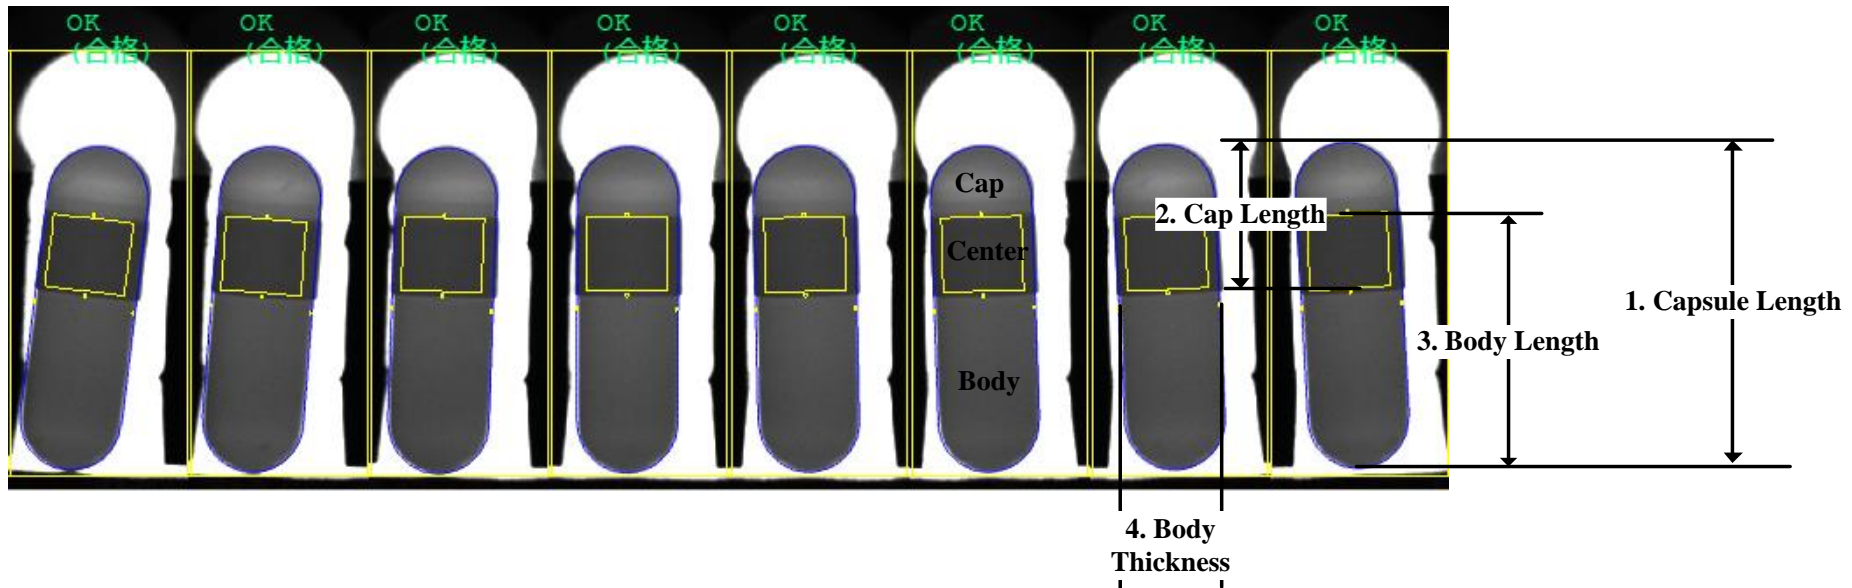 OK
(合格)
OK
(合格)
OK
(合格)
OK
(合格)
OK
(合格)
OK
(合格)
OK
(合格)
OK
(合格)
Cap
Center
Body
2. Cap Length
3. Body Length
1. Capsule Length
4. Body
Thickness